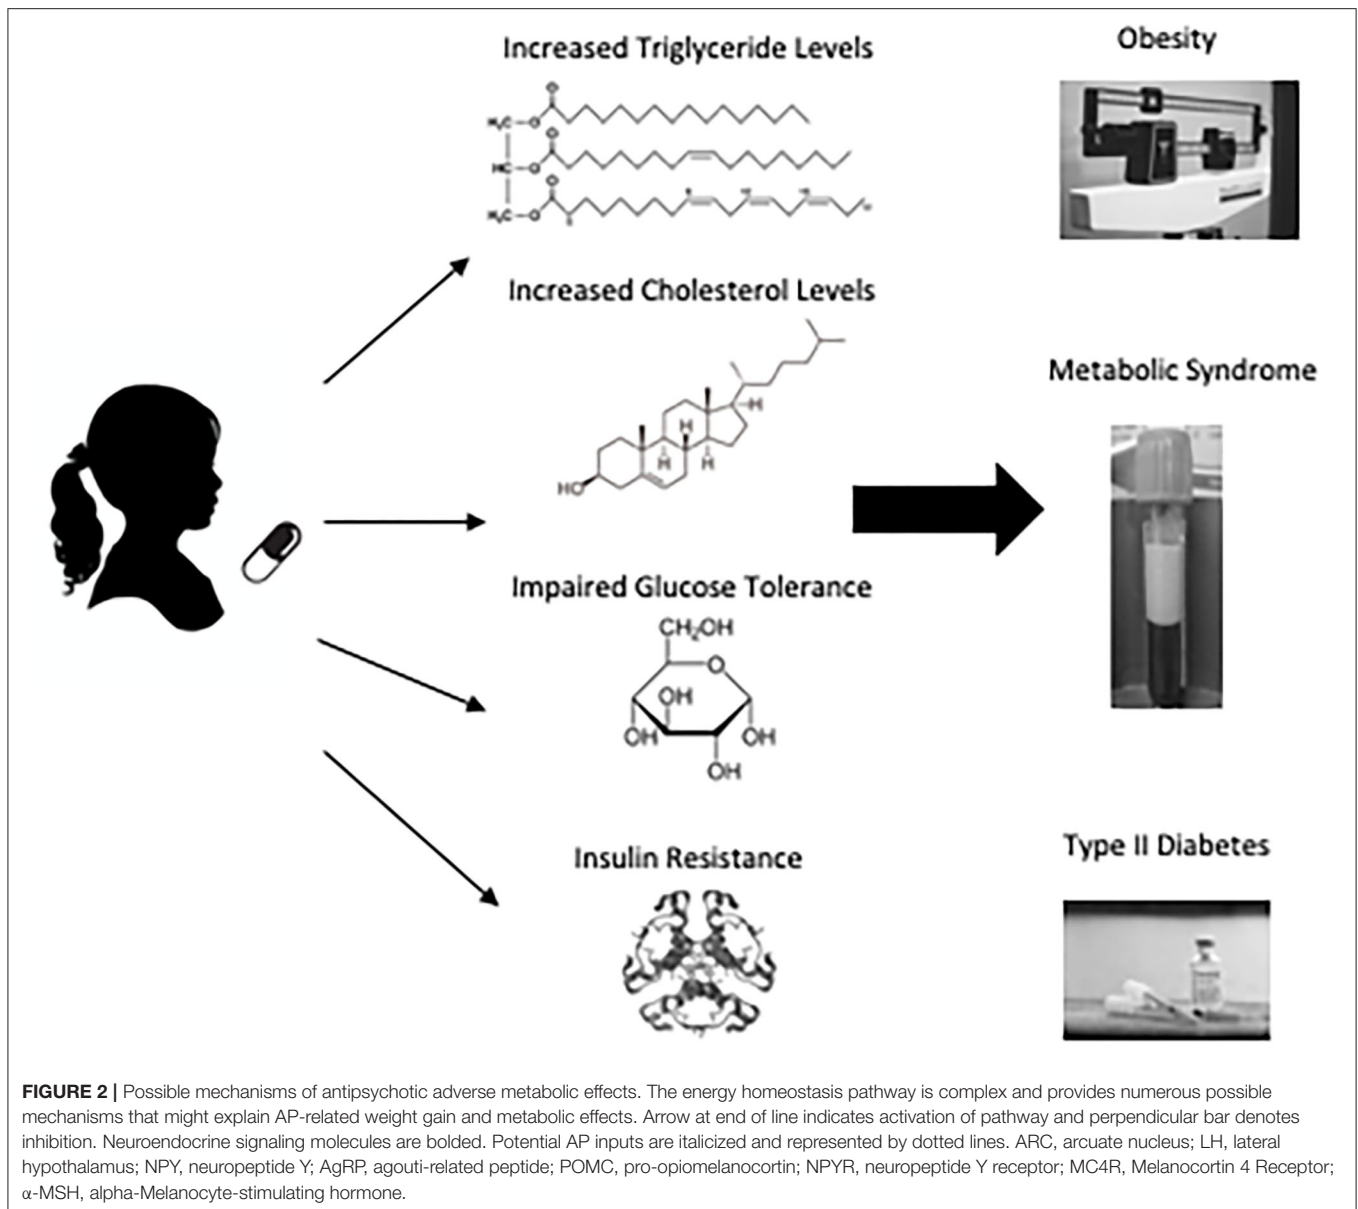 Increased Triglyceride Levels
H₂C
O
O
HC
O
O
H₂C
O
O
Increased Cholesterol Levels
H
H
H
H
HO
Impaired Glucose Tolerance
CH₂OH
O
OH
OH
OH
OH
Insulin Resistance
Obesity
Metabolic Syndrome
Type II Diabetes
FIGURE 2 | Possible mechanisms of antipsychotic adverse metabolic effects. The energy homeostasis pathway is complex and provides numerous possible
mechanisms that might explain AP-related weight gain and metabolic effects. Arrow at end of line indicates activation of pathway and perpendicular bar denotes
inhibition. Neuroendocrine signaling molecules are bolded. Potential AP inputs are italicized and represented by dotted lines. ARC, arcuate nucleus; LH, lateral
hypothalamus; NPY, neuropeptide Y; AgRP, agouti-related peptide; POMC, pro-opiomelanocortin; NPYR, neuropeptide Y receptor; MC4R, Melanocortin 4 Receptor;
α-MSH, alpha-Melanocyte-stimulating hormone.